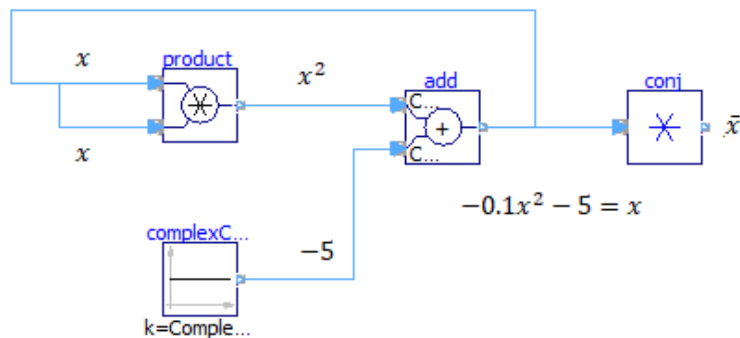 x
product
x²
add
conj
C...
+
x̄
C...
x
−0.1x² − 5 = x
complexC...
−5
k=Comple...